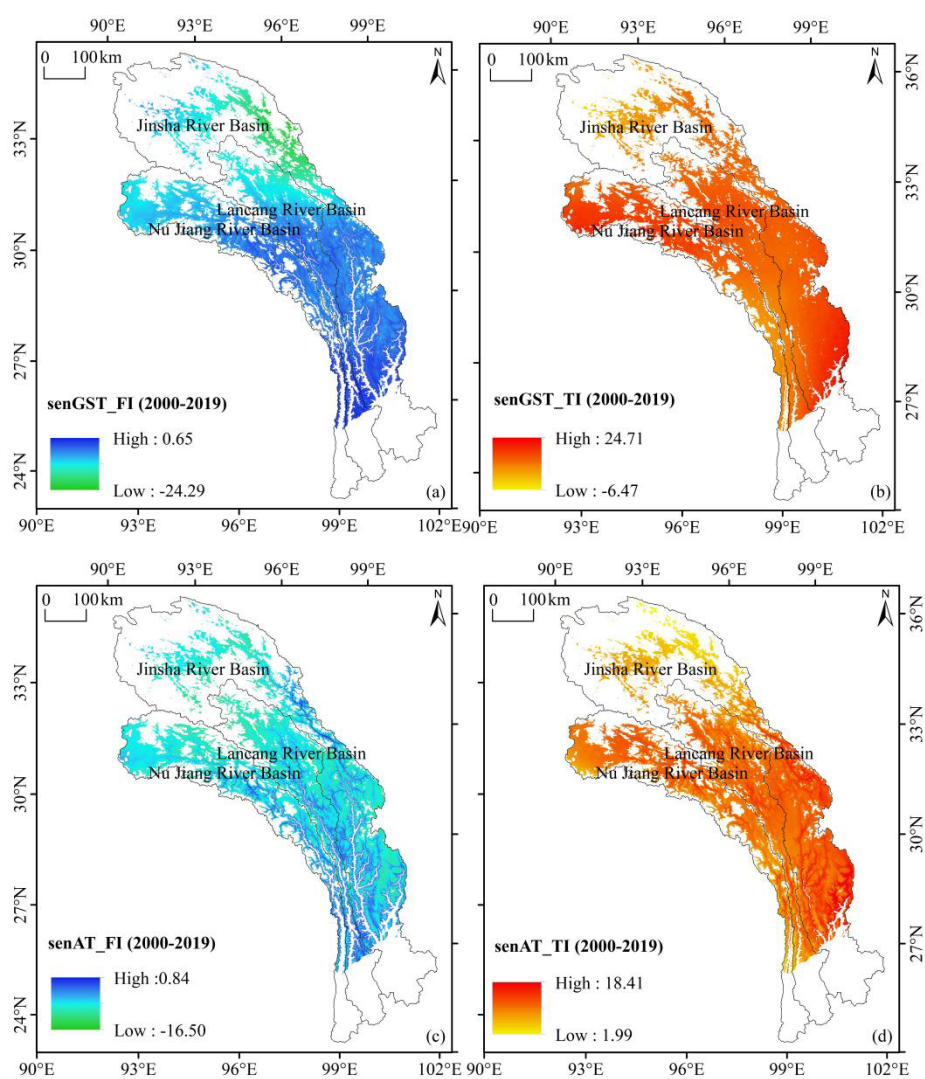 90°E 93°E 96°E 99°E
0 100km
N
33°N
30°N
27°N
24°N
Jinsha River Basin
Lancang River Basin
Nu Jiang River Basin
senGST_FI (2000-2019)
High : 0.65
Low : -24.29
(a)
90°E 93°E 96°E 99°E 102°E
90°E 93°E 96°E 99°E
0 100km
N
36°N
33°N
30°N
27°N
Jinsha River Basin
Lancang River Basin
Nu Jiang River Basin
senGST_TI (2000-2019)
High : 24.71
Low : -6.47
(b)
93°E 96°E 99°E 102°E
90°E 93°E 96°E 99°E
0 100km
N
33°N
30°N
27°N
24°N
Jinsha River Basin
Lancang River Basin
Nu Jiang River Basin
senAT_FI (2000-2019)
High :0.84
Low : -16.50
(c)
90°E 93°E 96°E 99°E 102°E
90°E 93°E 96°E 99°E
0 100km
N
36°N
33°N
30°N
27°N
Jinsha River Basin
Lancang River Basin
Nu Jiang River Basin
senAT_TI (2000-2019)
High : 18.41
Low : 1.99
(d)
90°E 93°E 96°E 99°E 102°E